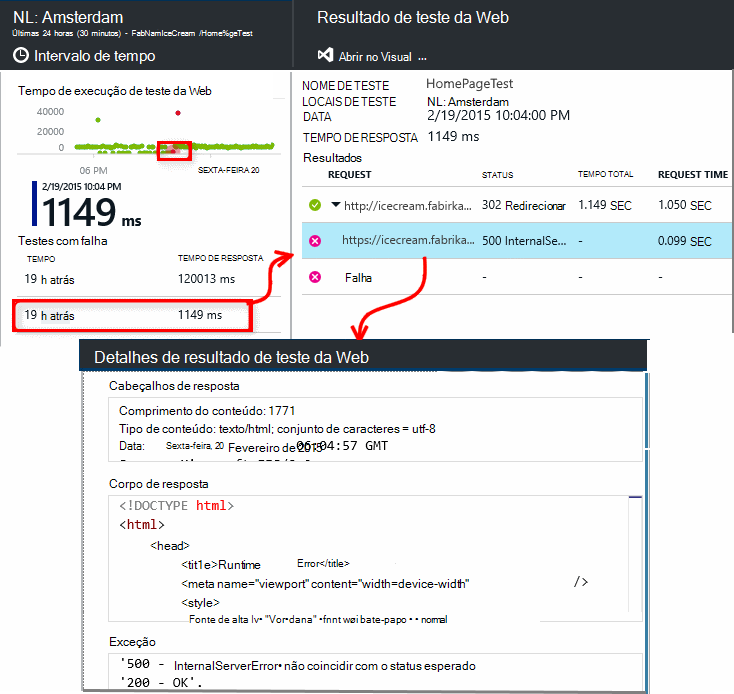 NL: Amsterdam
Últimas 24 horas (30 minutos) - FabNamIceCream /Home%geTest
Intervalo de tempo
Tempo de execução de teste da Web
40000
20000
0
06 PM
SEXTA-FEIRA 20
2/19/2015 10:04 PM
1149 ms
Testes com falha
TEMPO TEMPO DE RESPOSTA
19 h atrás 120013 ms
19 h atrás 1149 ms
Resultado de teste da Web
Abrir no Visual ...
NOME DE TESTE HomePageTest
LOCAIS DE TESTE NL: Amsterdam
DATA 2/19/2015 10:04:00 PM
TEMPO DE RESPOSTA 1149 ms
Resultados
REQUEST STATUS TEMPO TOTAL REQUEST TIME
http://icecream.fabirka... 302 Redirecionar 1.149 SEC 1.050 SEC
https://icecream.fabrika... 500 InternalSe... - 0.099 SEC
Falha - - -
Detalhes de resultado de teste da Web
Cabeçalhos de resposta
Comprimento do conteúdo: 1771
Tipo de conteúdo: texto/html; conjunto de caracteres = utf-8
Data: Sexta-feira, 20 Fevereiro de 2015 06:04:57 GMT
Corpo de resposta
<!DOCTYPE html>
<html>
<head>
<tit1e>Runtime Error</title>
<meta name="viewport" content="width=device-width" />
<style>
Fonte de alta lv• "Vor•dana" •fnnt wøi bate-papo • • normal
Exceção
'500 - InternalServerError• não coincidir com o status esperado
'200 - OK'.